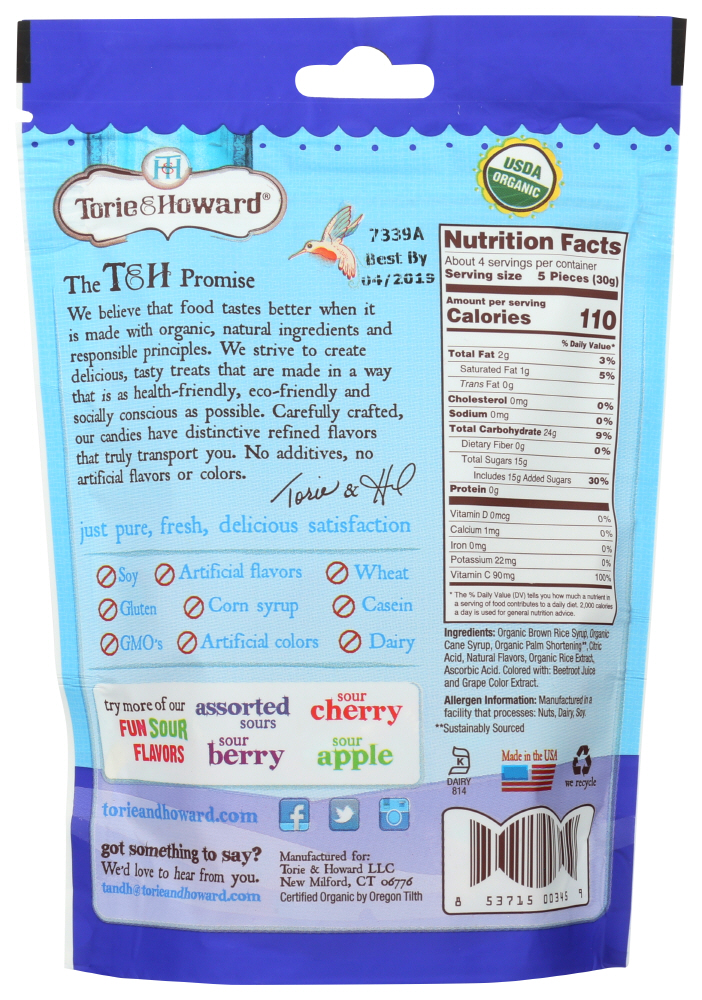 USDA
ORGANIC
TH
Torie & Howard®
7339A
Best By
04/2019
The T&H Promise
We believe that food tastes better when it
is made with organic, natural ingredients and
responsible principles. We strive to create
delicious, tasty treats that are made in a way
that is as health-friendly, eco-friendly and
socially conscious as possible. Carefully crafted,
our candies have distinctive refined flavors
that truly transport you. No additives, no
artificial flavors or colors.
Torie & H
just pure, fresh, delicious satisfaction
Soy Artificial flavors Wheat
Gluten Corn syrup Casein
GMO's Artificial colors Dairy
try more of our
FUN SOUR
FLAVORS
assorted
sours
sour
cherry
sour
berry
sour
apple
torieandhoward.com
got something to say?
We'd love to hear from you.
tandh@torieandhoward.com
Manufactured for:
Torie & Howard LLC
New Milford, CT 06776
Certified Organic by Oregon Tilth
Nutrition Facts
About 4 servings per container
Serving size 5 Pieces (30g)
Amount per serving
Calories 110
% Daily Value*
Total Fat 2g 3%
Saturated Fat 1g 5%
Trans Fat 0g
Cholesterol 0mg 0%
Sodium 0mg 0%
Total Carbohydrate 24g 9%
Dietary Fiber 0g 0%
Total Sugars 15g
Includes 15g Added Sugars 30%
Protein 0g
Vitamin D 0mcg 0%
Calcium 1mg 0%
Iron 0mg 0%
Potassium 22mg 0%
Vitamin C 90mg 100%
* The % Daily Value (DV) tells you how much a nutrient in
a serving of food contributes to a daily diet. 2,000 calories
a day is used for general nutrition advice.
Ingredients: Organic Brown Rice Syrup, Organic
Cane Syrup, Organic Palm Shortening**, Citric
Acid, Natural Flavors, Organic Rice Extract,
Ascorbic Acid. Colored with: Beetroot Juice
and Grape Color Extract.
Allergen Information: Manufactured in a
facility that processes: Nuts, Dairy, Soy.
**Sustainably Sourced
K
DAIRY
814
Made in the USA
we recycle
8 53715 00345 9